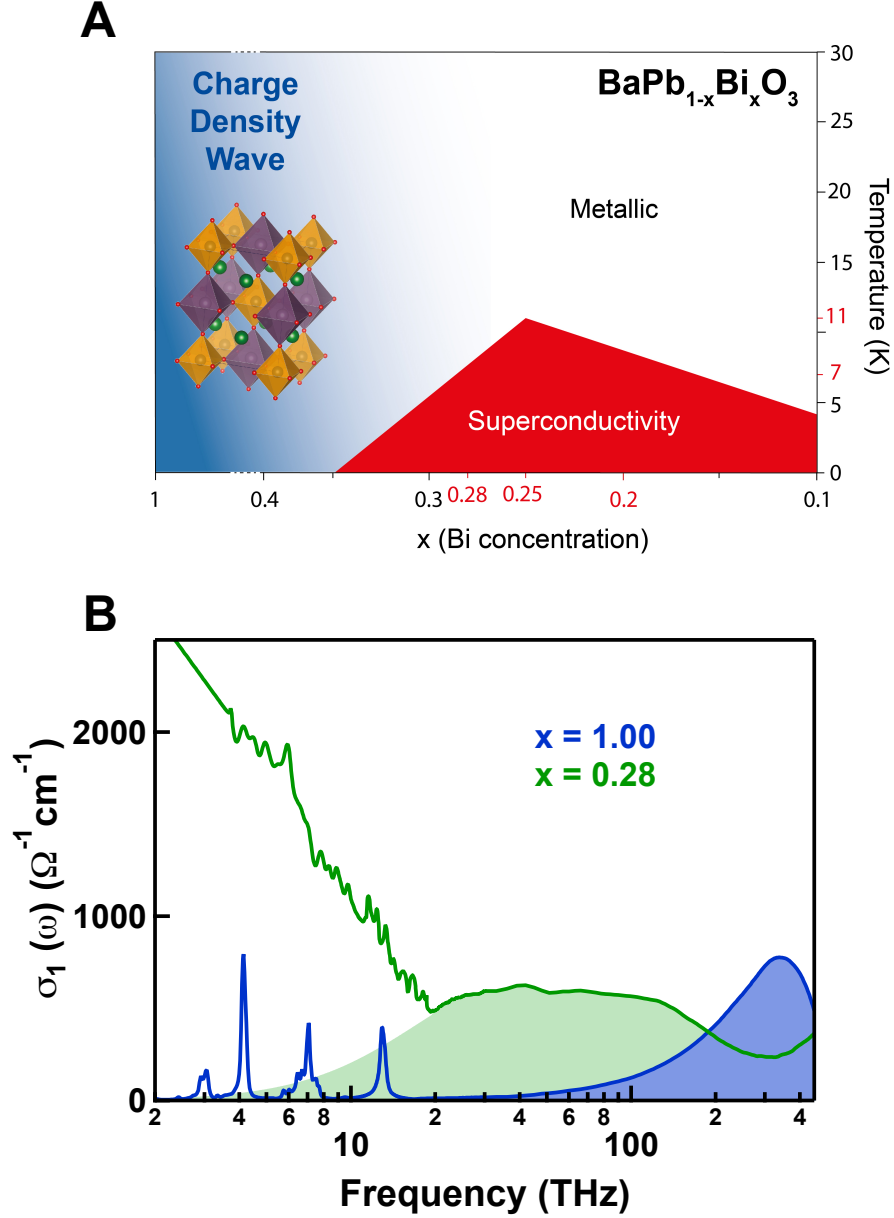 A
Charge
Density
Wave
BaPb1-xBixO3
Metallic
Superconductivity
30
25
20
15
11
7
5
0
Temperature (K)
1 0.4 0.3 0.28 0.25 0.2 0.1
x (Bi concentration)
B
x = 1.00
x = 0.28
2000
1000
0
σ1 (ω) (Ω-1 cm-1)
2 4 6 8 2 4 6 8 2 4
10 100
Frequency (THz)